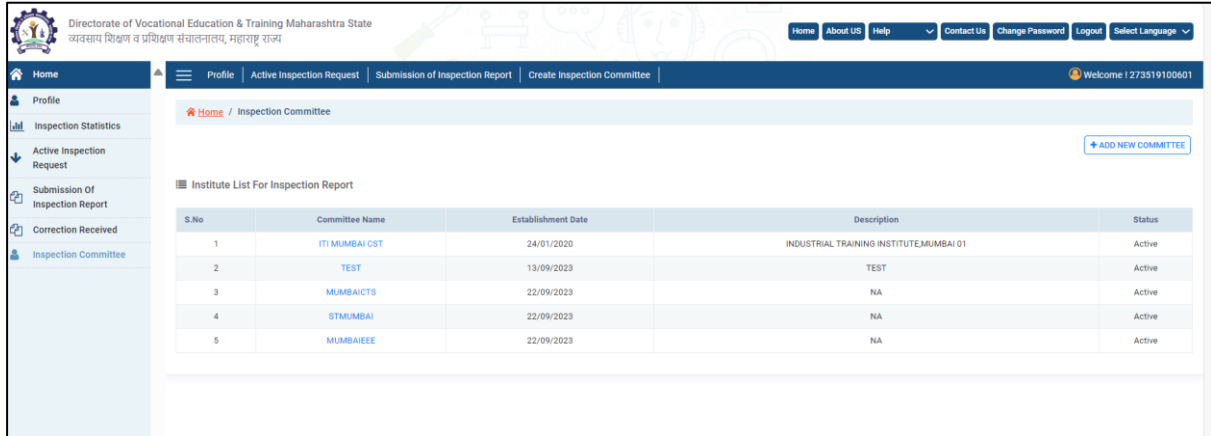 Directorate of Vocational Education & Training Maharashtra State
व्यवसाय शिक्षण व प्रशिक्षण संचालनालय, महाराष्ट्र राज्य
Home About US Help Contact Us Change Password Logout Select Language
Home
Profile
Inspection Statistics
Active Inspection
Request
Submission Of
Inspection Report
Correction Received
Inspection Committee
Profile Active Inspection Request Submission of Inspection Report Create Inspection Committee
Welcome ! 273519100601
Home / Inspection Committee
+ ADD NEW COMMITTEE
Institute List For Inspection Report
S.No Committee Name Establishment Date Description Status
1 ITI MUMBAI CST 24/01/2020 INDUSTRIAL TRAINING INSTITUTE,MUMBAI 01 Active
2 TEST 13/09/2023 TEST Active
3 MUMBAICTS 22/09/2023 NA Active
4 STMUMBAI 22/09/2023 NA Active
5 MUMBAIEEE 22/09/2023 NA Active